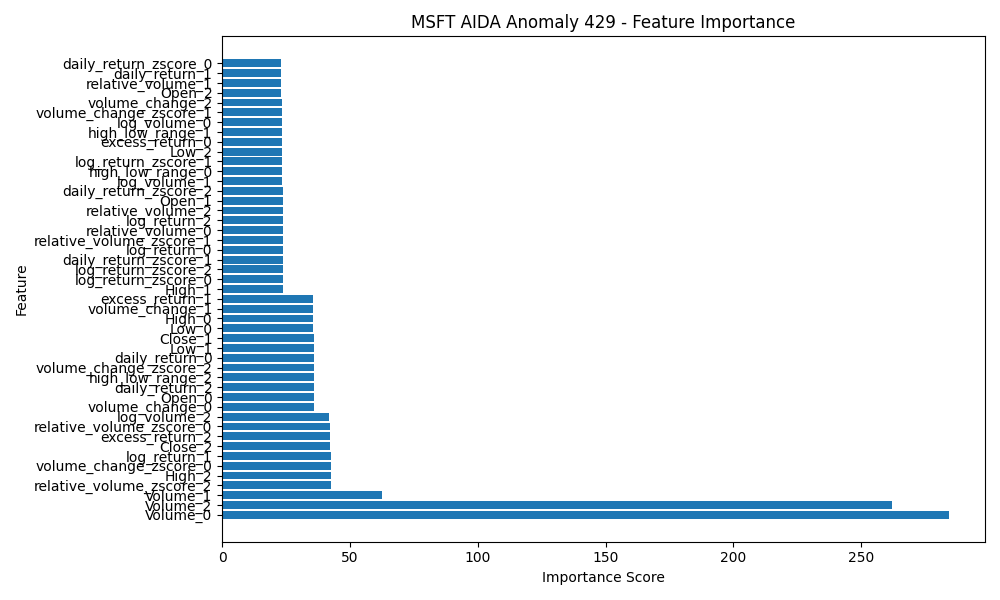 MSFT AIDA Anomaly 429 - Feature Importance
daily_return_zscore_0
daily_return_1
relative_volume_1
Open_2
volume_change_2
volume_change_zscore_1
log_volume_0
high_low_range_1
excess_return_0
Low_2
log_return_zscore_1
high_low_range_0
log_volume_1
daily_return_zscore_2
Open_1
relative_volume_2
log_return_2
relative_volume_0
relative_volume_zscore_1
log_return_0
daily_return_zscore_1
log_return_zscore_2
log_return_zscore_0
High_1
excess_return_1
volume_change_1
High_0
Low_0
Close_1
Low_1
daily_return_0
volume_change_zscore_2
high_low_range_2
daily_return_2
Open_0
volume_change_0
log_volume_2
relative_volume_zscore_0
excess_return_2
Close_2
log_return_1
volume_change_zscore_0
High_2
relative_volume_zscore_2
Volume_1
Volume_2
Volume_0
Feature
0 50 100 150 200 250
Importance Score